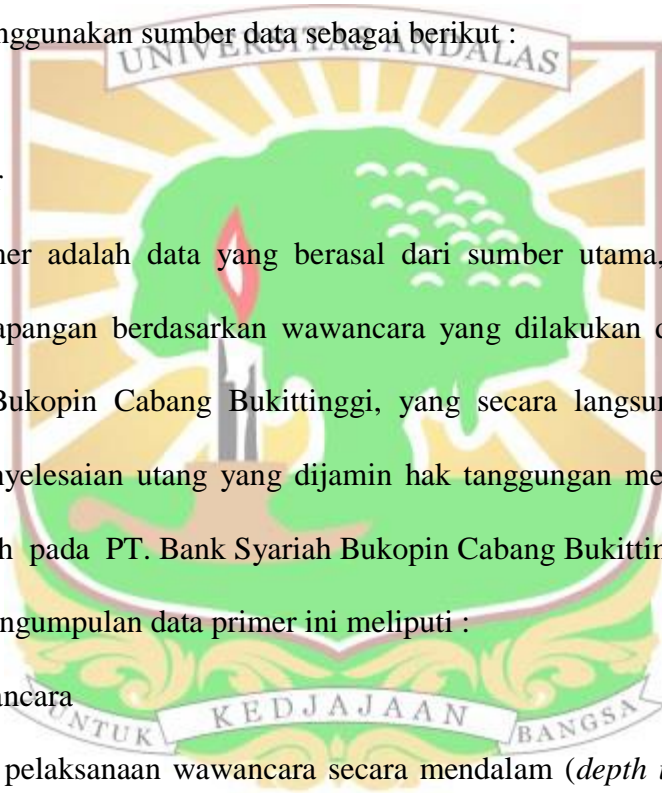 nggunakan sumber data sebagai berikut :
UNIVERSITAS ANDALAS
ner adalah data yang berasal dari sumber utama,
apangan berdasarkan wawancara yang dilakukan
Bukopin Cabang Bukittinggi, yang secara langsu
nyelesaian utang yang dijamin hak tanggungan me
h pada PT. Bank Syariah Bukopin Cabang Bukittin
ngumpulan data primer ini meliputi :
ancara
UNTUK KEDJAJAAN BANGSA
pelaksanaan wawancara secara mendalam (depth